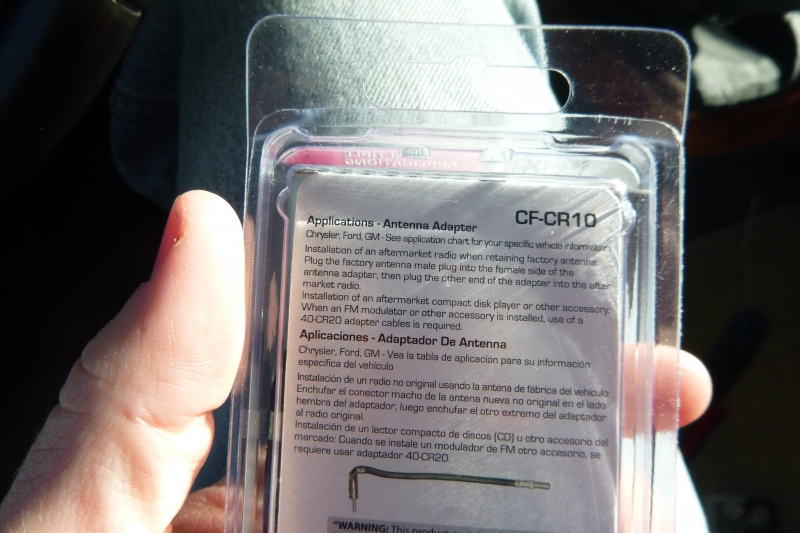 Applications - Antenna Adapter CF-CR10
Chrysler, Ford, GM - See application chart for your specific vehicle information
Installation of an aftermarket radio when retaining factory antenna:
Plug the factory antenna male plug into the female side of the
antenna adapter, then plug the other end of the adapter into the after
market radio.
Installation of an aftermarket compact disk player or other accessory:
When an FM modulator or other accessory is installed, use of a
40-CR20 adapter cables is required.
Aplicaciones - Adaptador De Antenna
Chrysler, Ford, GM - Vea la tabla de aplicación para su información
específica del vehículo
Instalación de un radio no original usando la antena de fábrica del vehículo:
Enchufar el conector macho de la antena nueva no original en el lado
hembra del adaptador, luego enchufar el otro extremo del adaptador
al radio original.
Instalación de un lector compacto de discos (CD) u otro accesorio del
mercado: Cuando se instale un modulador de FM otro accesorio, se
requiere usar adaptador 40-CR20.
"WARNING: This product